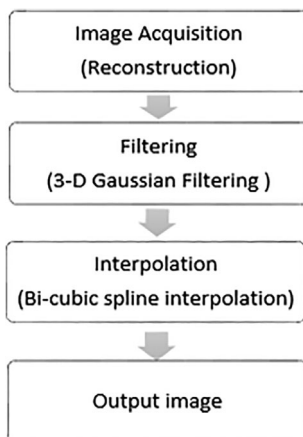 Image Acquisition
(Reconstruction)
Filtering
(3-D Gaussian Filtering )
Interpolation
(Bi-cubic spline interpolation)
Output image